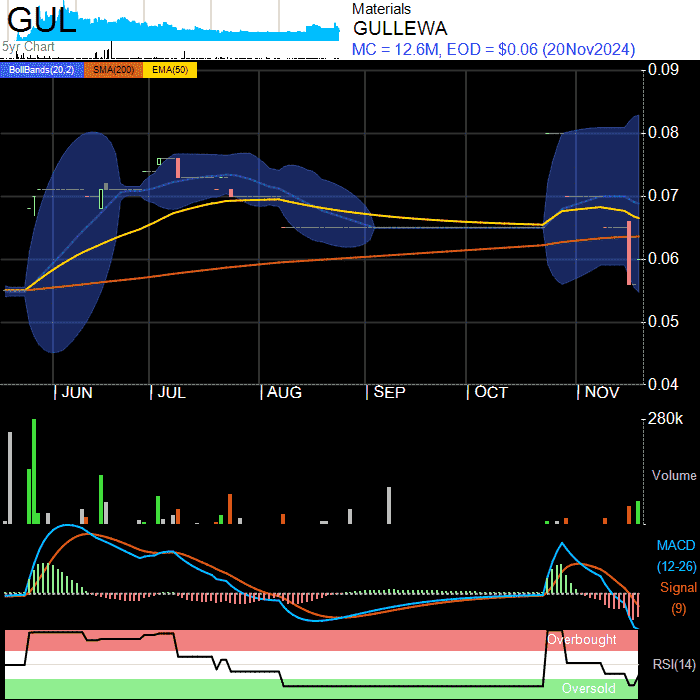 GUL
5yr Chart
Materials
GULLEWA
MC = 12.6M, EOD = $0.06 (20Nov2024)
BollBands(20,2) SMA(200) EMA(50)
0.09
0.08
0.07
0.06
0.05
0.04
JUN JUL AUG SEP OCT NOV
280k
Volume
MACD
(12-26)
Signal
(9)
Overbought
RSI(14)
Oversold